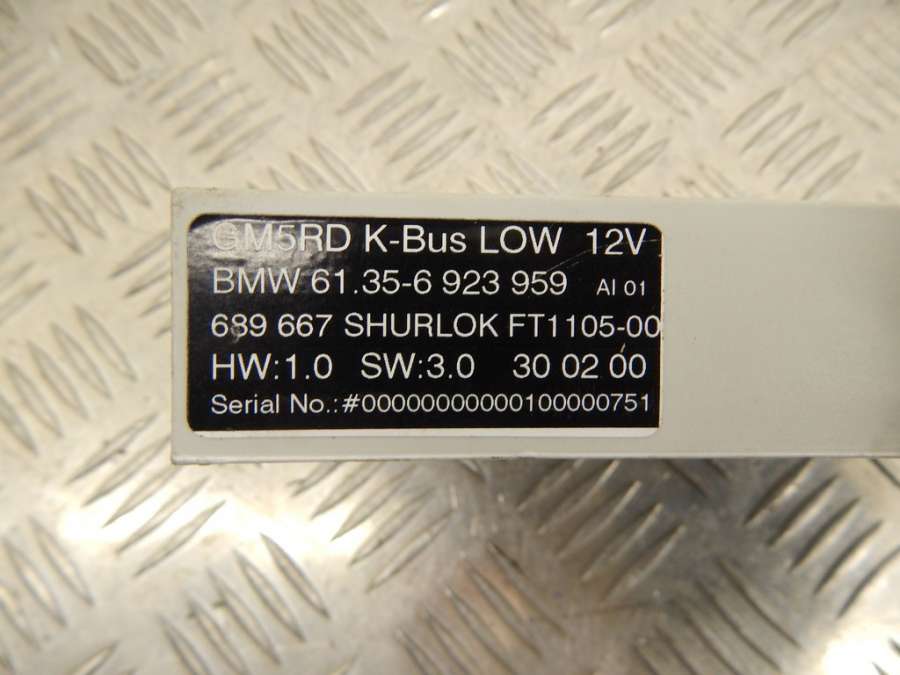 GM5RD K-Bus LOW 12V
BMW 61.35-6 923 959 AI 01
689 667 SHURLOK FT1105-00
HW:1.0 SW:3.0 30 02 00
Serial No.:#00000000000100000751